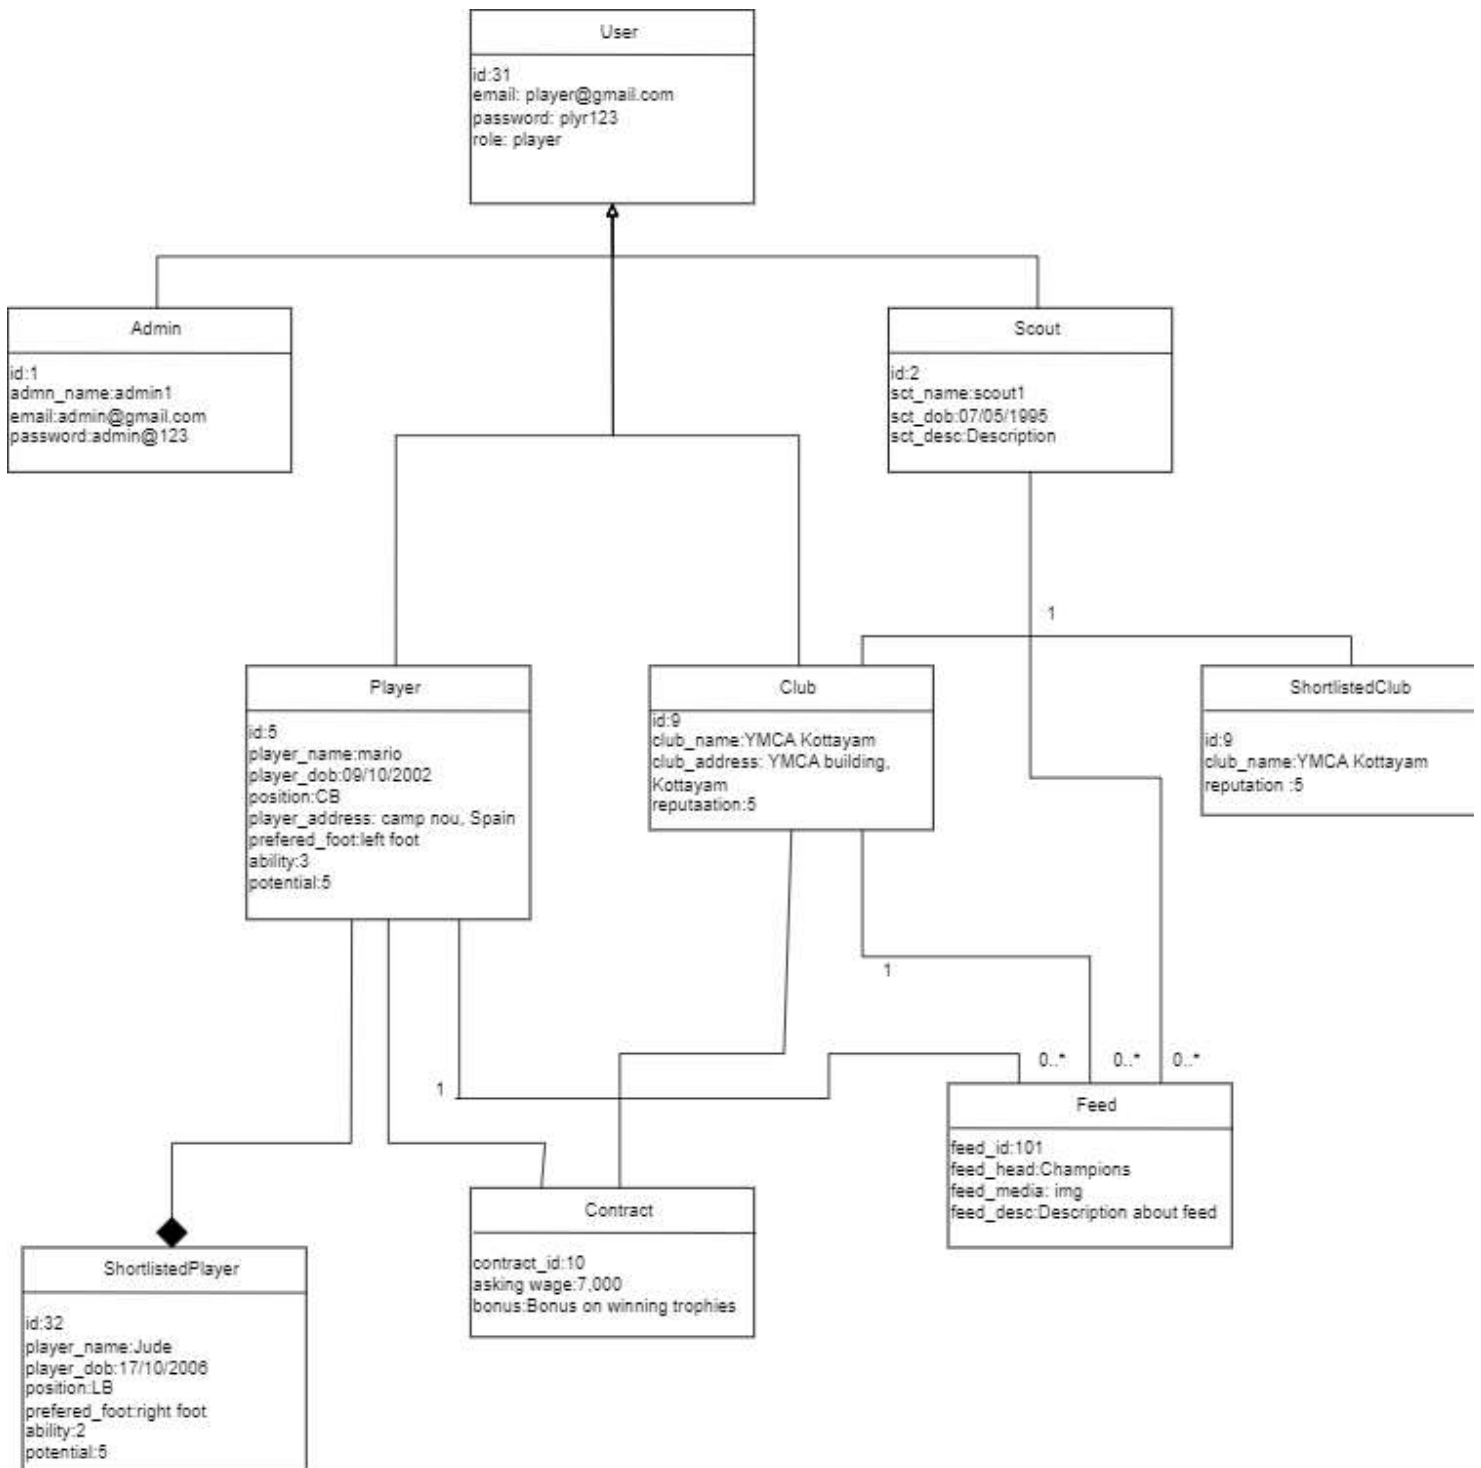 User
id:31
email: player@gmail.com
password: plyr123
role: player
Admin
id:1
admn_name:admin1
email:admin@gmail.com
password:admin@123
Scout
id:2
sct_name:scout1
sct_dob:07/05/1995
sct_desc:Description
1
Player
id:5
player_name:mario
player_dob:09/10/2002
position:CB
player_address: camp nou, Spain
prefered_foot:left foot
ability:3
potential:5
Club
id:9
club_name:YMCA Kottayam
club_address: YMCA building,
Kottayam
reputaation:5
ShortlistedClub
id:9
club_name:YMCA Kottayam
reputation :5
1
1
0..*
0..*
0..*
Feed
feed_id:101
feed_head:Champions
feed_media: img
feed_desc:Description about feed
Contract
contract_id:10
asking wage:7,000
bonus:Bonus on winning trophies
ShortlistedPlayer
id:32
player_name:Jude
player_dob:17/10/2006
position:LB
prefered_foot:right foot
ability:2
potential:5